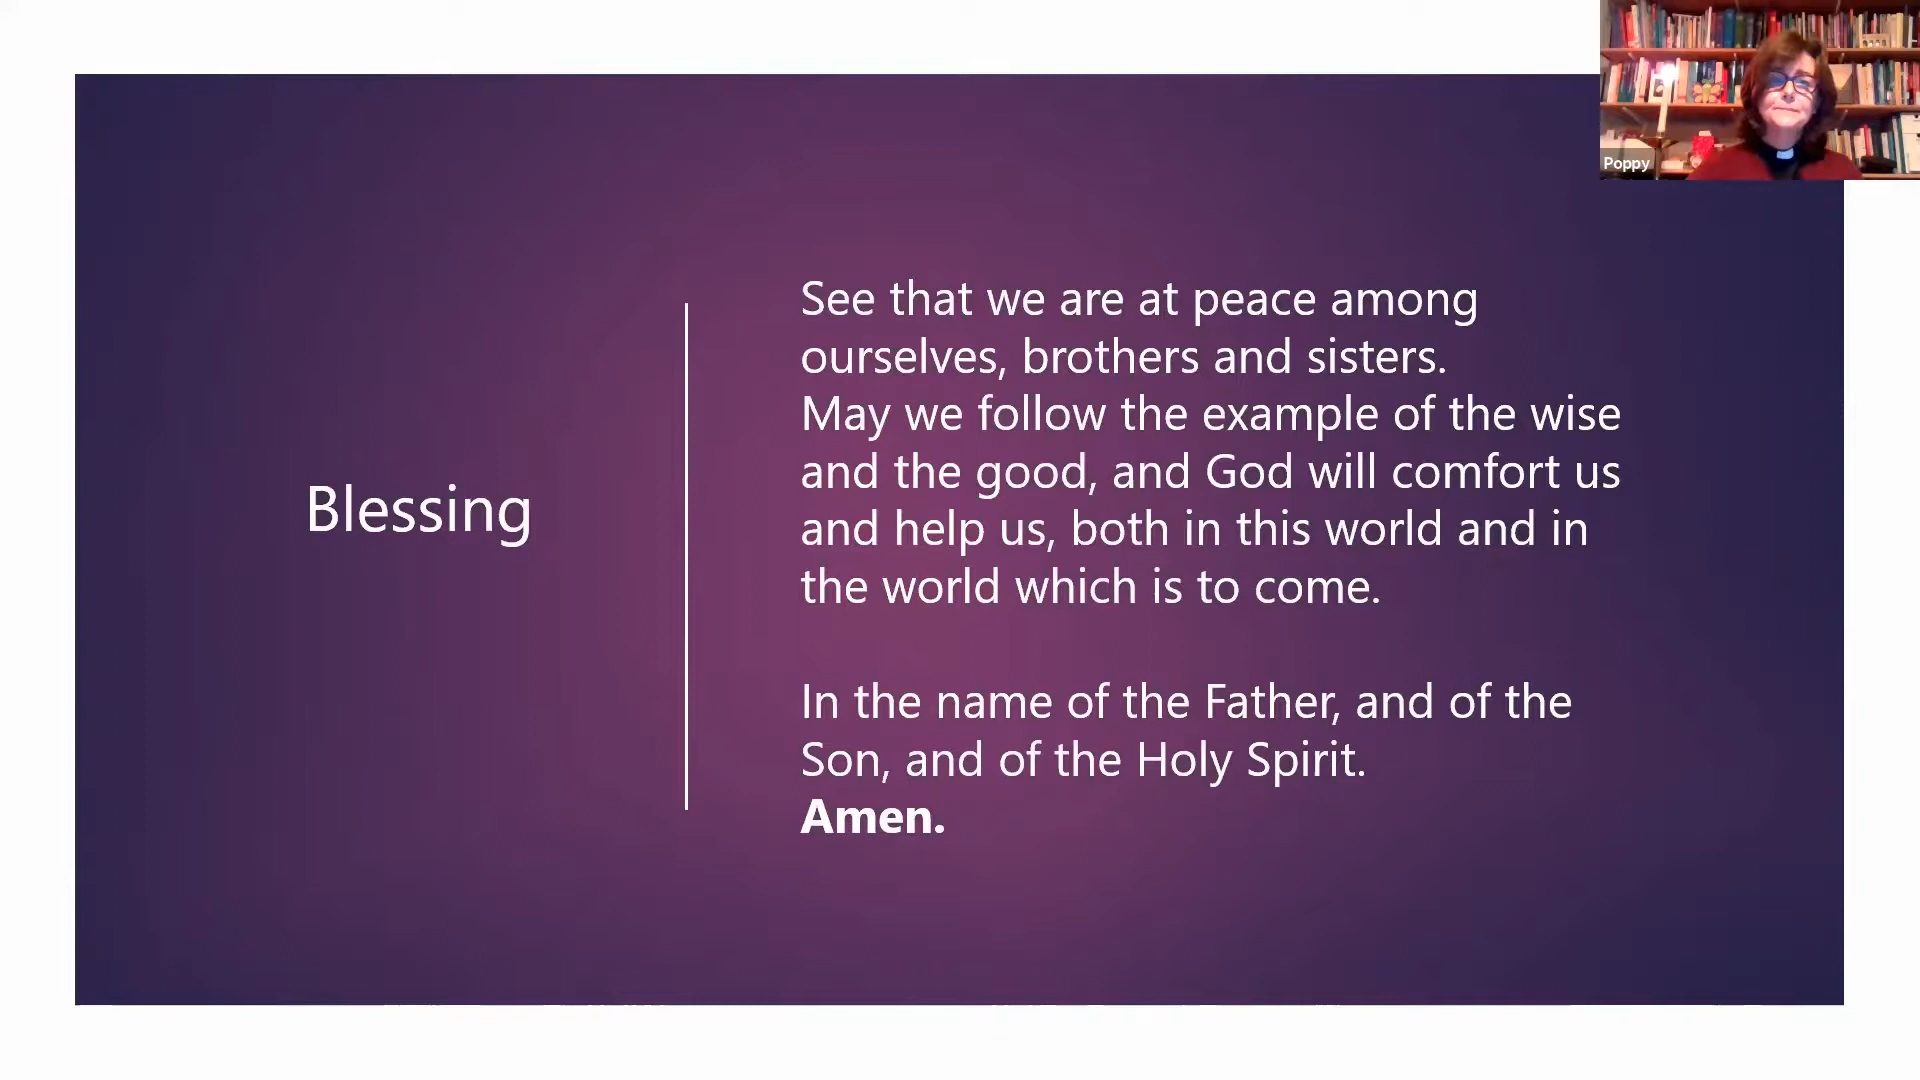 Poppy
Blessing
See that we are at peace among
ourselves, brothers and sisters.
May we follow the example of the wise
and the good, and God will comfort us
and help us, both in this world and in
the world which is to come.
In the name of the Father, and of the
Son, and of the Holy Spirit.
Amen.